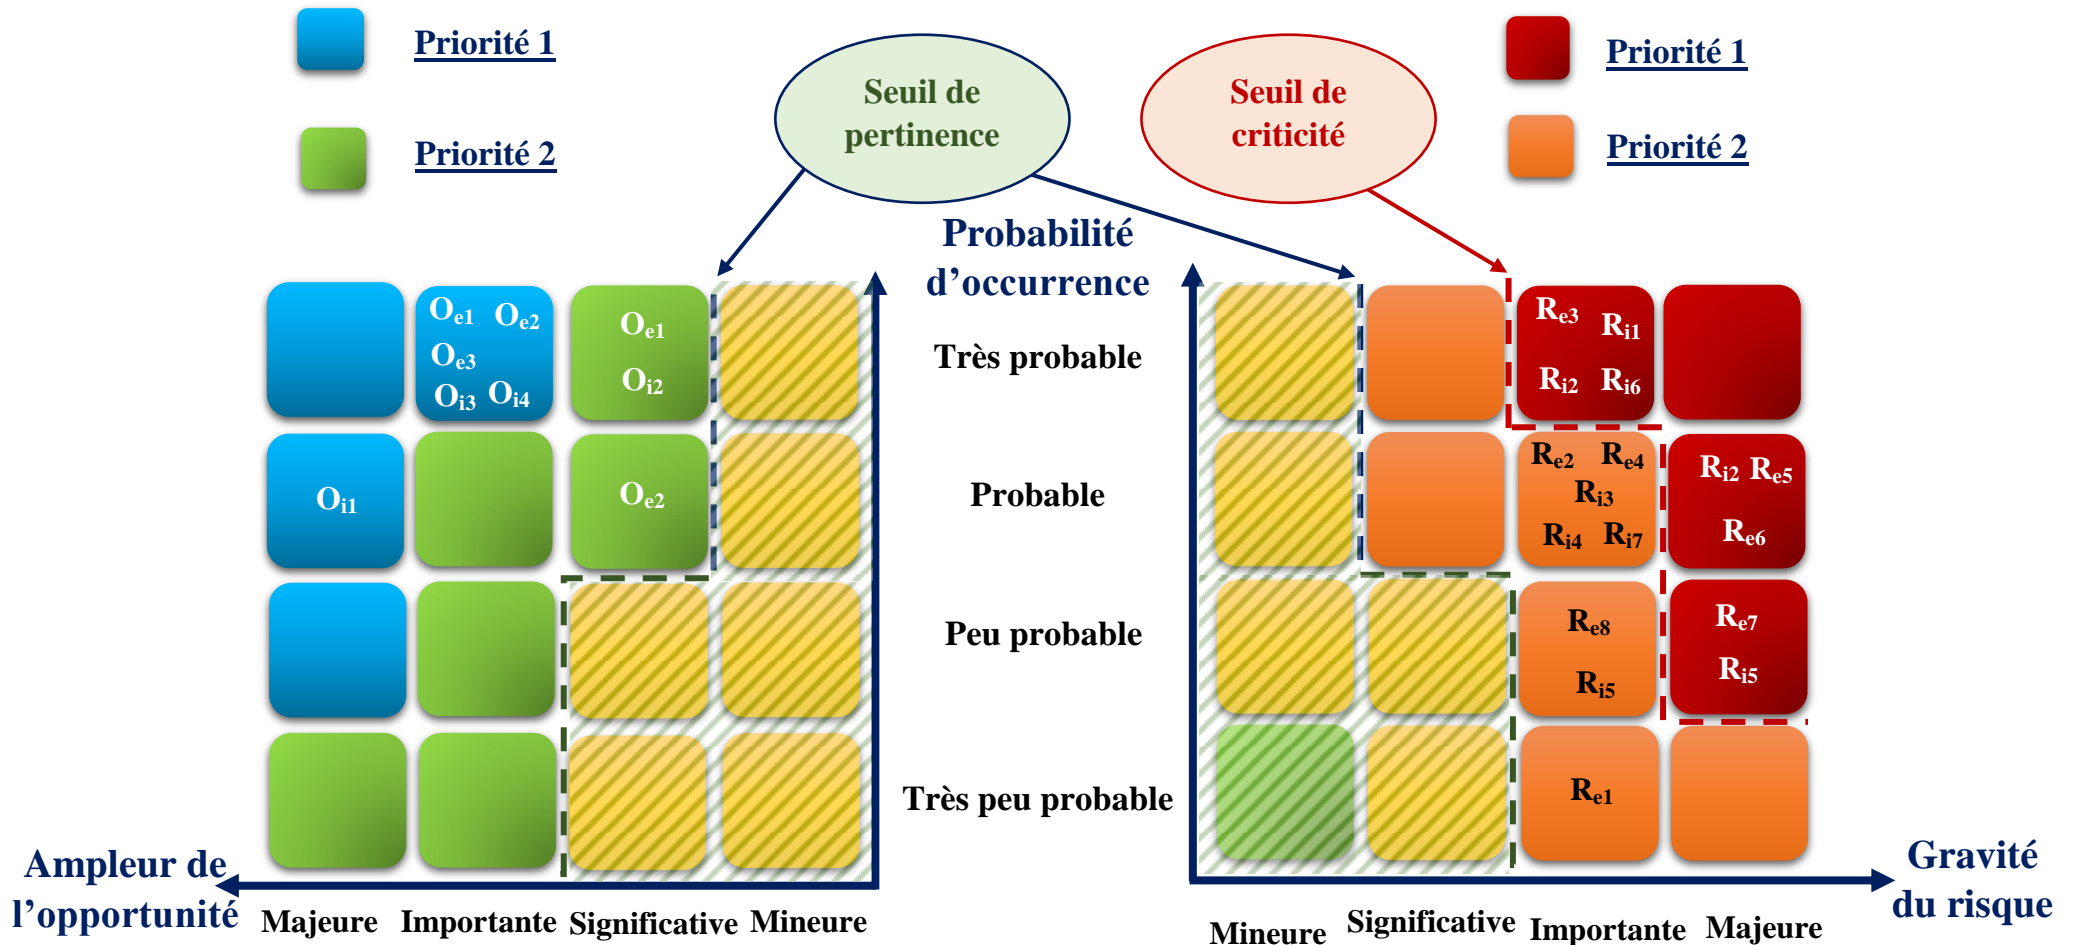 Priorité 1
Priorité 2
Seuil de
pertinence
Seuil de
criticité
Priorité 1
Priorité 2
Probabilité
d’occurrence
Oe1 Oe2
Oe3
Oi3 Oi4
Oe1
Oi2
Très probable
Re3 Ri1
Ri2 Ri6
Oi1
Oe2
Probable
Re2 Re4
Ri3
Ri4 Ri7
Ri2 Re5
Re6
Peu probable
Re8
Ri5
Re7
Ri5
Très peu probable
Re1
Ampleur de
l’opportunité
Majeure Importante Significative Mineure
Mineure Significative Importante Majeure
Gravité
du risque